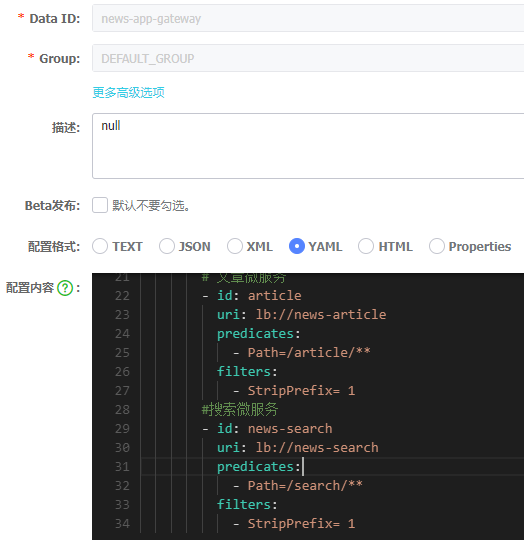 * Data ID: news-app-gateway
* Group: DEFAULT_GROUP
更多高级选项
描述: null
Beta发布: 默认不要勾选。
配置格式: TEXT JSON XML YAML HTML Properties
配置内容 ? :
21 # 文章微服务
22 - id: article
23 uri: lb://news-article
24 predicates:
25 - Path=/article/**
26 filters:
27 - StripPrefix= 1
28 #搜索微服务
29 - id: news-search
30 uri: lb://news-search
31 predicates:
32 - Path=/search/**
33 filters:
34 - StripPrefix= 1